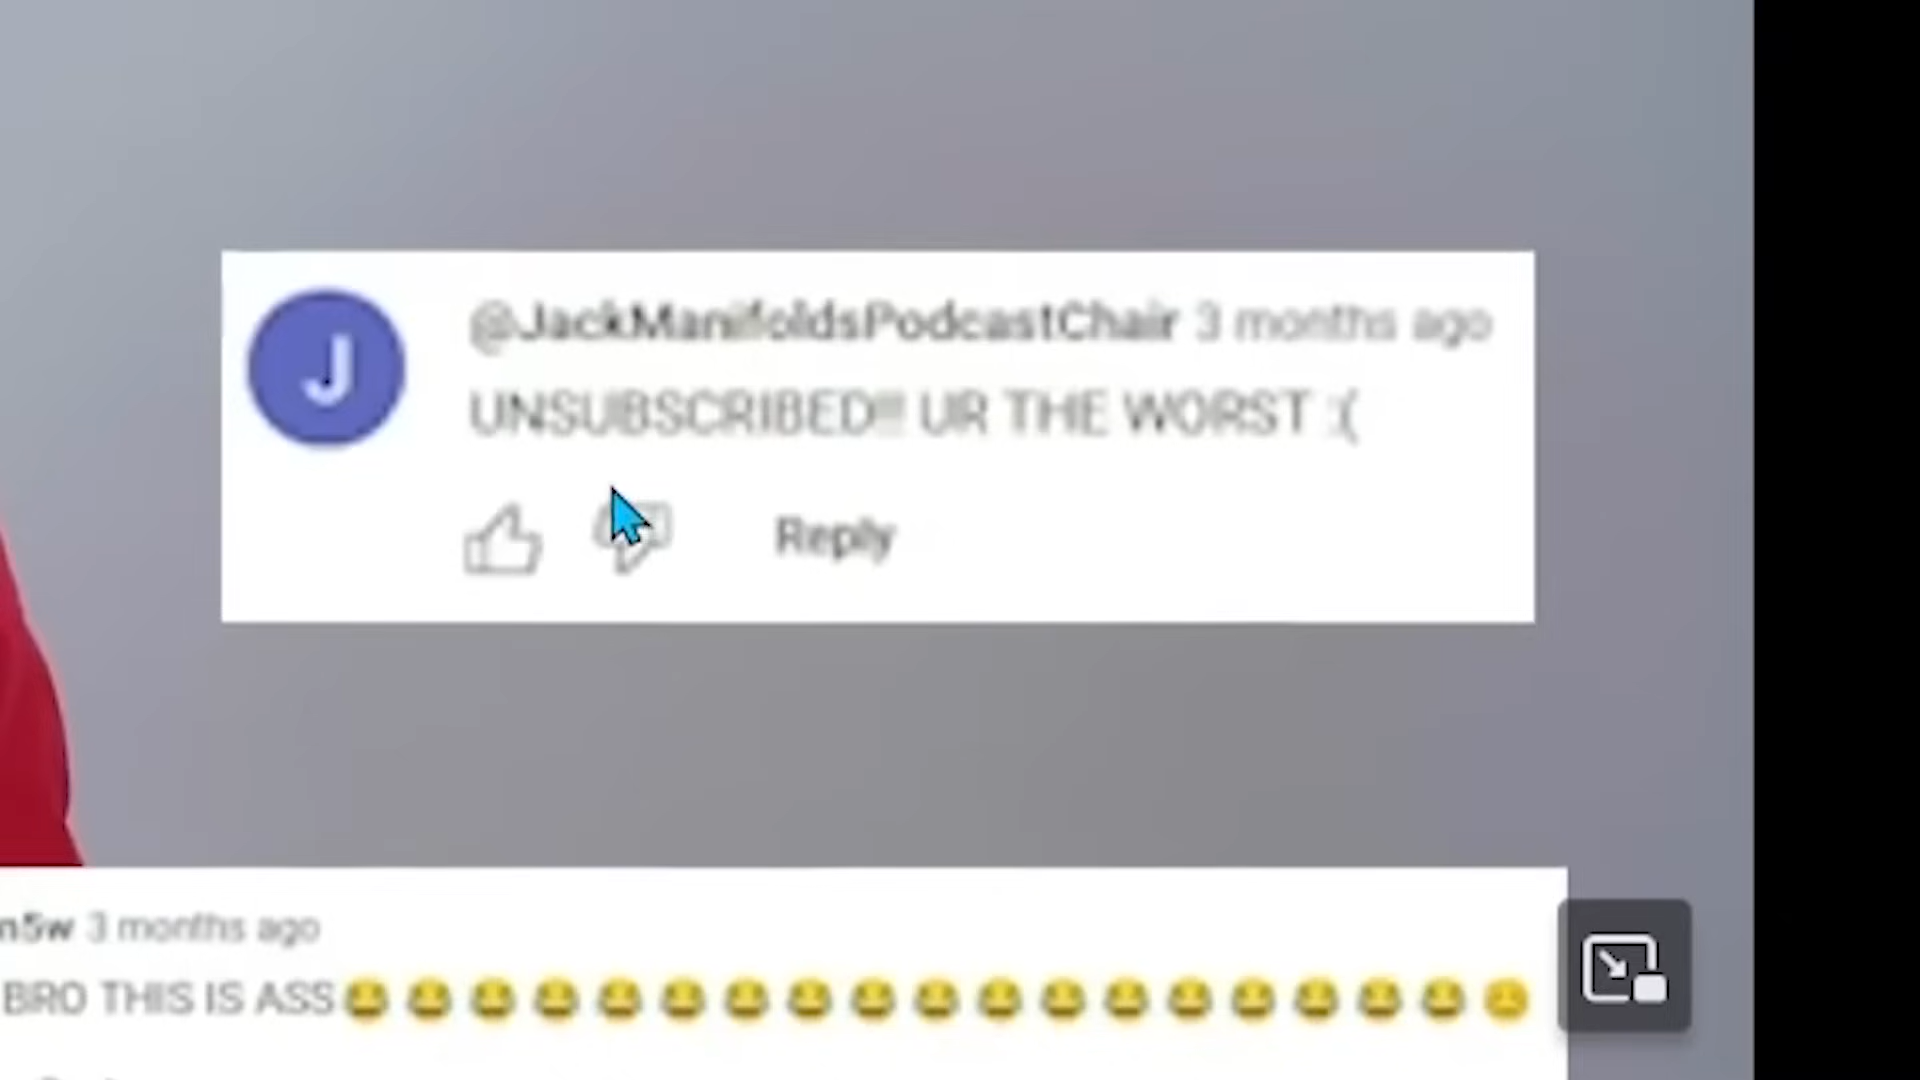 J
@JackManifoldsPodcastChair 3 months ago
UNSUBSCRIBED!! UR THE WORST :(
Reply
n5w 3 months ago
BRO THIS IS ASS😂😂😂😂😂😂😂😂😂😂😂😂😂😂😂😂😂😂😕